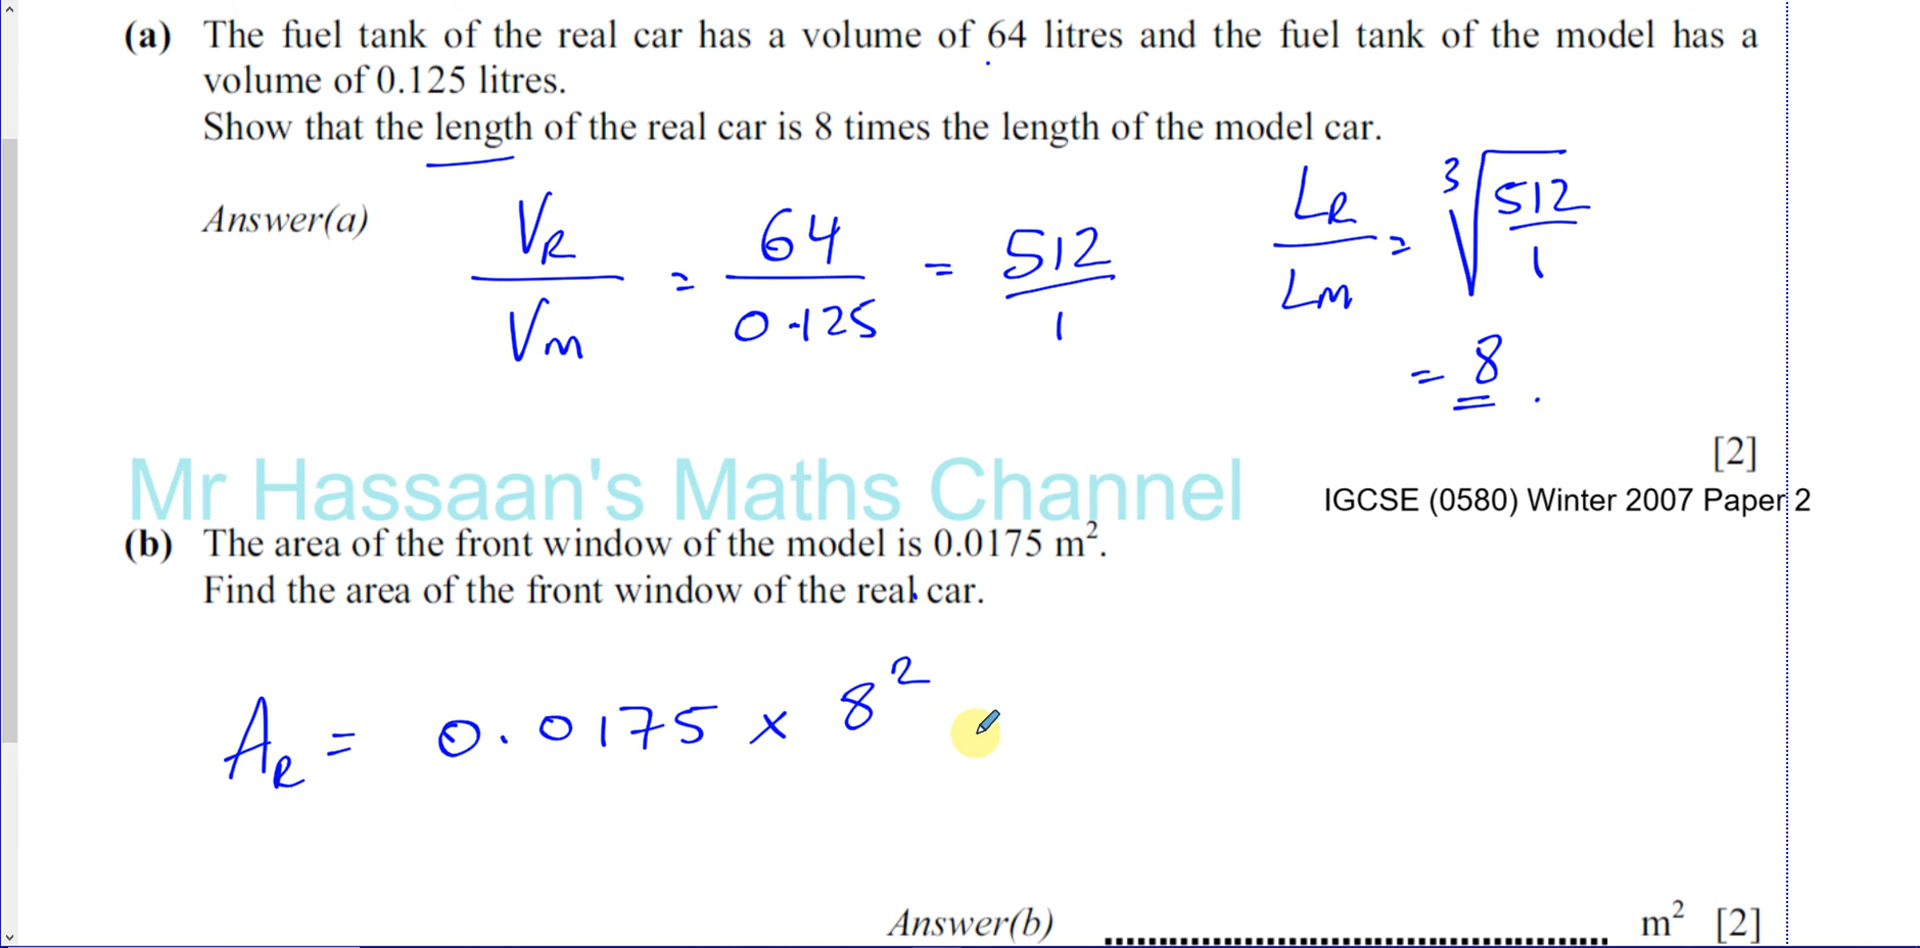 (a) The fuel tank of the real car has a volume of 64 litres and the fuel tank of the model has a
volume of 0.125 litres.
Show that the length of the real car is 8 times the length of the model car.
Answer(a)
V_R / V_m = 64 / 0.125 = 512 / 1
L_R / L_M = ∛(512 / 1)
= 8
[2]
Mr Hassaan's Maths Channel
IGCSE (0580) Winter 2007 Paper 2
(b) The area of the front window of the model is 0.0175 m².
Find the area of the front window of the real car.
A_R = 0.0175 × 8²
Answer(b) ........................................ m² [2]